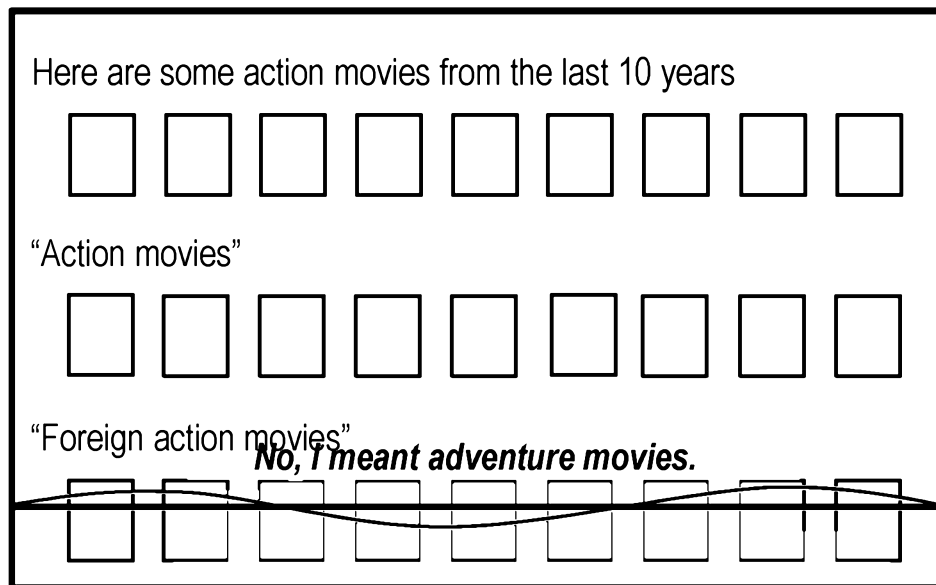 Here are some action movies from the last 10 years
“Action movies”
“Foreign action movies”
No, I meant adventure movies.